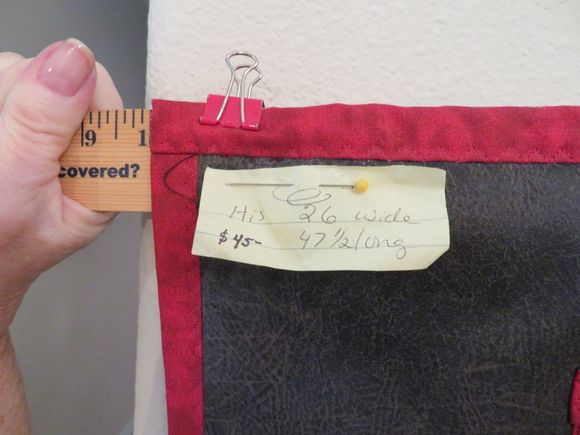 9 1
covered?
His 26 wide
$45- 47 1/2 long